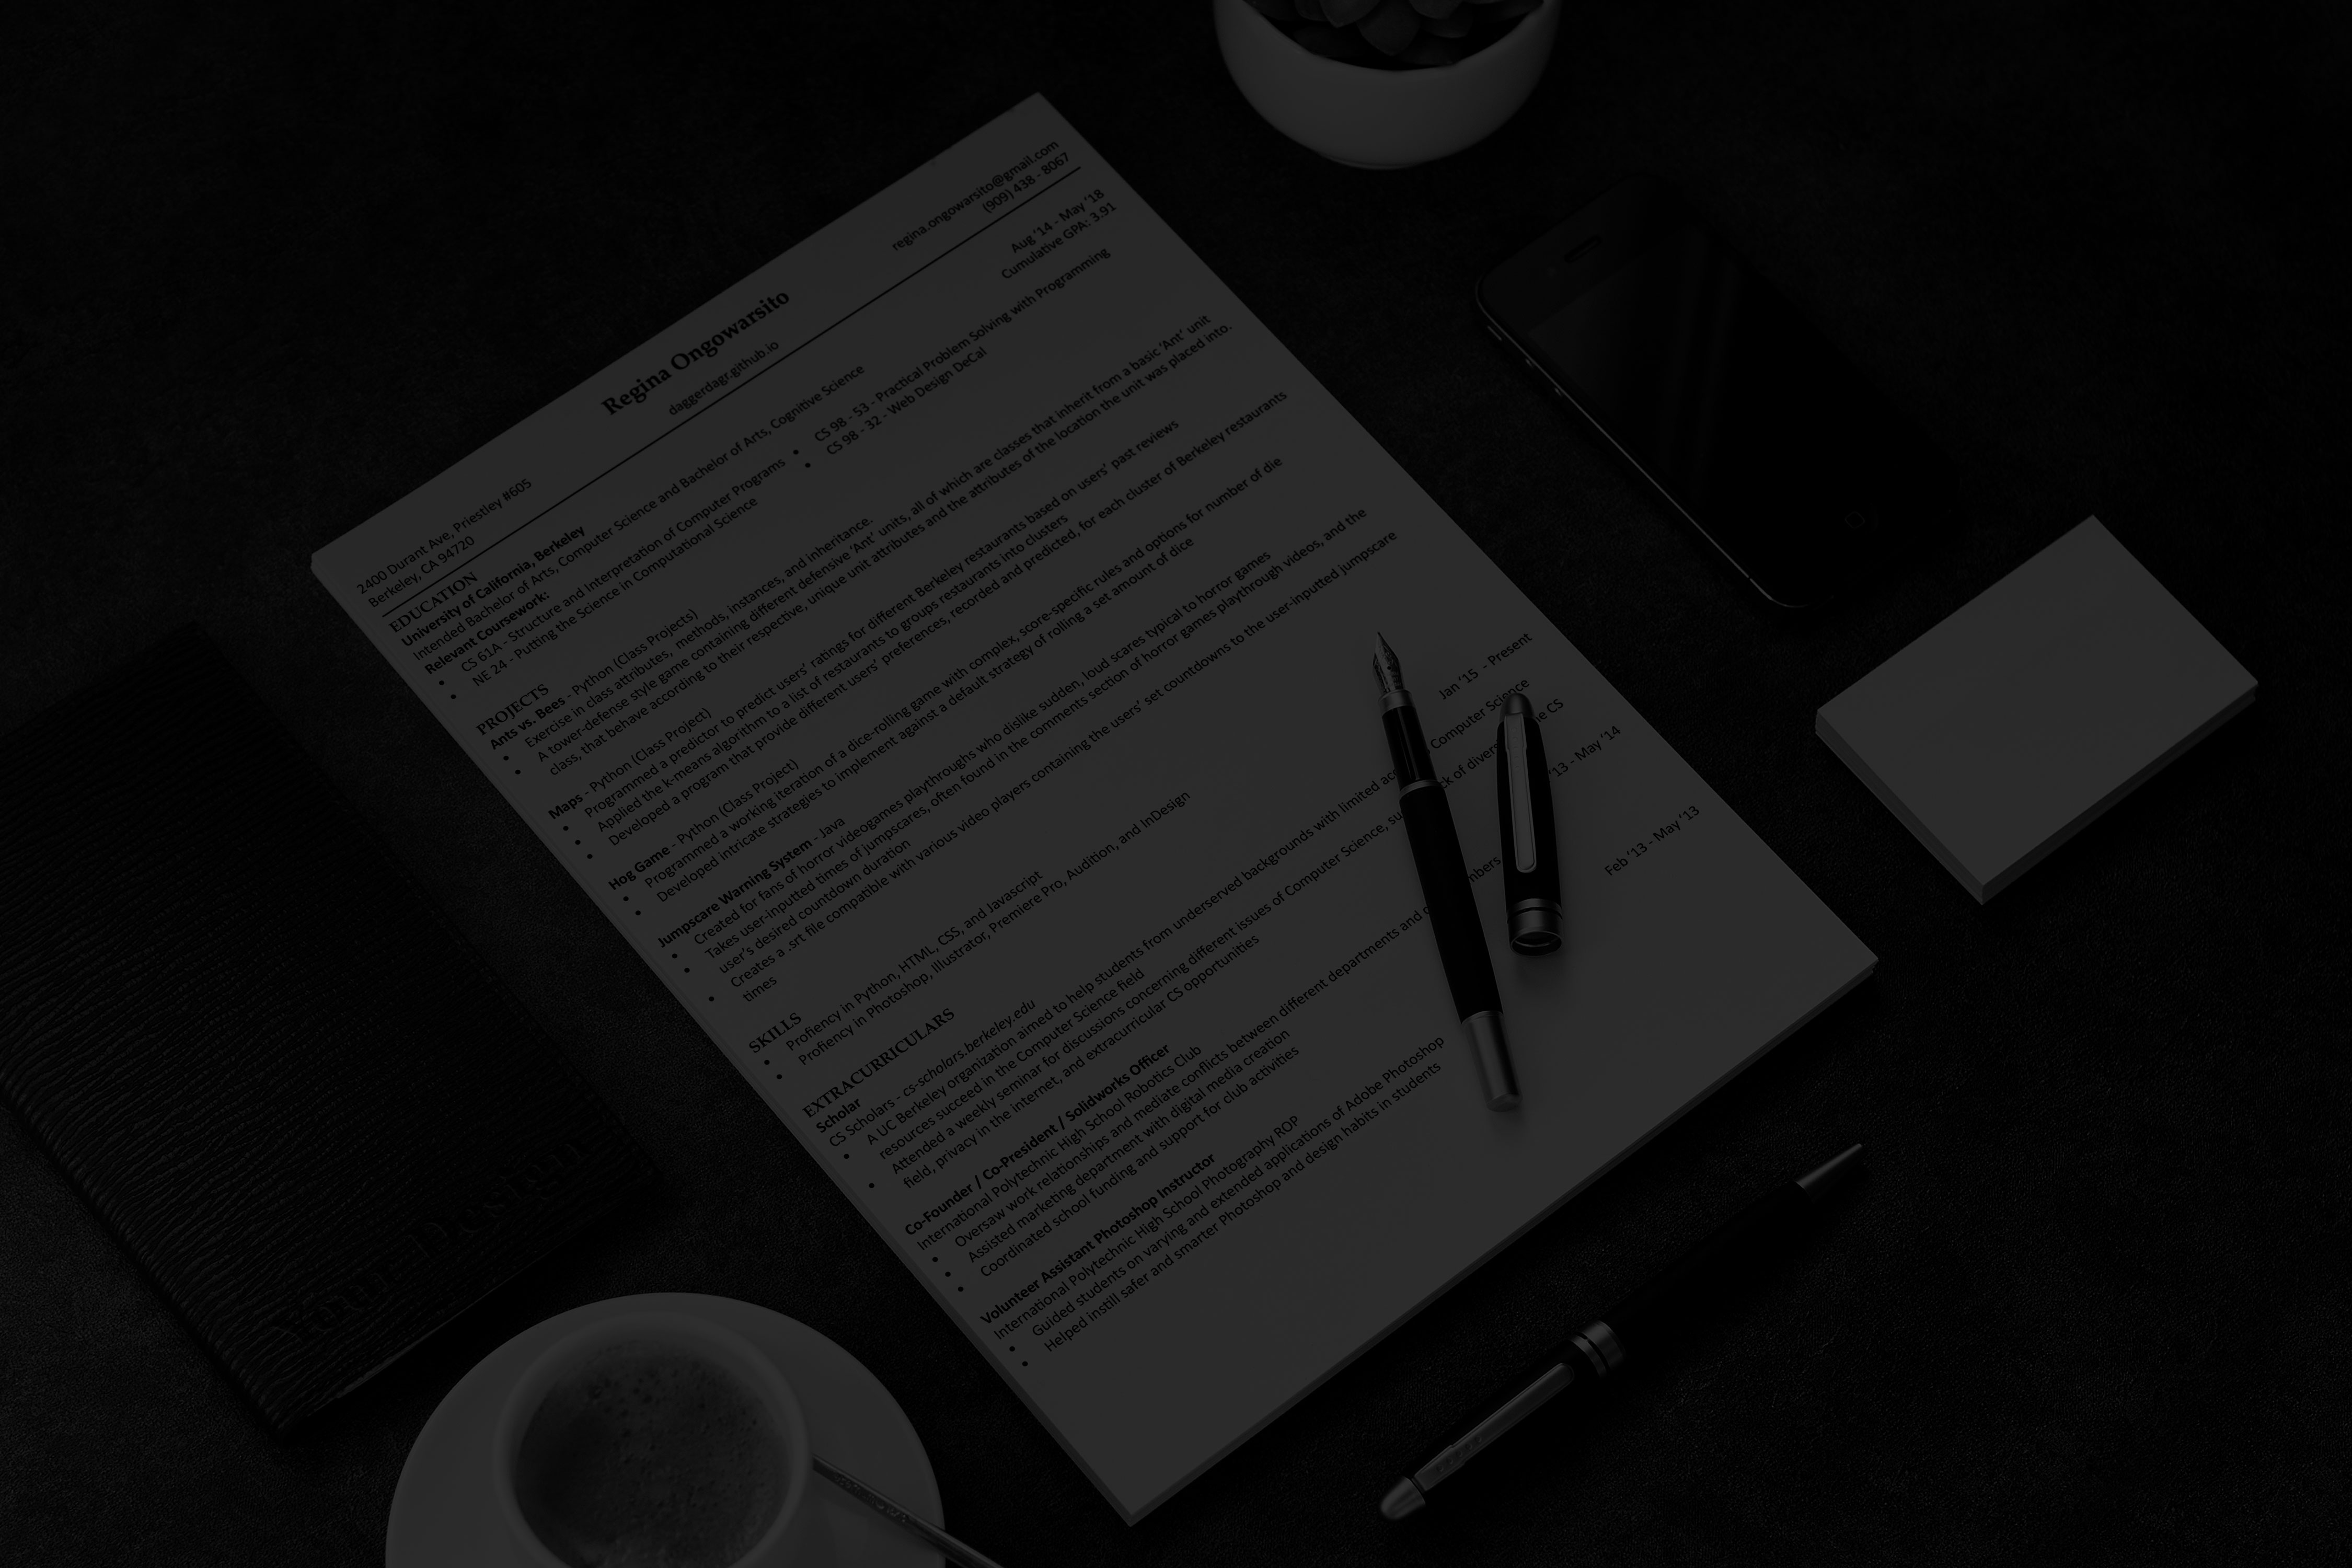 Regina Ongowarsito
2400 Durant Ave, Priestley #605
daggerdagr.github.io
regina.ongowarsito@gmail.com
Berkeley, CA 94720
(909) 438 - 8067
EDUCATION
University of California, Berkeley
Aug '14 - May '18
Intended Bachelor of Arts, Computer Science and Bachelor of Arts, Cognitive Science
Cumulative GPA: 3.91
Relevant Coursework:
• CS 61A - Structure and Interpretation of Computer Programs
• CS 98 - 53 - Practical Problem Solving with Programming
• NE 24 - Putting the Science in Computational Science
• CS 98 - 32 - Web Design DeCal
PROJECTS
Ants vs. Bees - Python (Class Projects)
• Exercise in class attributes, methods, instances, and inheritance.
• A tower-defense style game containing different defensive 'Ant' units, all of which are classes that inherit from a basic 'Ant' unit
class, that behave according to their respective, unique unit attributes and the attributes of the location the unit was placed into.
Maps - Python (Class Project)
• Programmed a predictor to predict users' ratings for different Berkeley restaurants based on users' past reviews
• Applied the k-means algorithm to a list of restaurants to groups restaurants into clusters
• Developed a program that provide different users' preferences, recorded and predicted, for each cluster of Berkeley restaurants
Hog Game - Python (Class Project)
• Programmed a working iteration of a dice-rolling game with complex, score-specific rules and options for number of die
• Developed intricate strategies to implement against a default strategy of rolling a set amount of dice
Jumpscare Warning System - Java
• Created for fans of horror videogames playthroughs who dislike sudden, loud scares typical to horror games
• Takes user-inputted times of jumpscares, often found in the comments section of horror games playthrough videos, and the
user's desired countdown duration
• Creates a .srt file compatible with various video players containing the users' set countdowns to the user-inputted jumpscare
times
SKILLS
• Profiency in Python, HTML, CSS, and Javascript
• Profiency in Photoshop, Illustrator, Premiere Pro, Audition, and InDesign
EXTRACURRICULARS
Scholar
Jan '15 - Present
CS Scholars - cs-scholars.berkeley.edu
• A UC Berkeley organization aimed to help students from underserved backgrounds with limited Computer Science
resources succeed in the Computer Science field
• Attended a weekly seminar for discussions concerning different issues of Computer Science, CS
field, privacy in the internet, and extracurricular CS opportunities
Co-Founder / Co-President / Solidworks Officer
'13 - May '14
International Polytechnic High School Robotics Club
• Oversaw work relationships and mediate conflicts between different departments and
• Assisted marketing department with digital media creation
• Coordinated school funding and support for club activities
Volunteer Assistant Photoshop Instructor
Feb '13 - May '13
International Polytechnic High School Photography ROP
• Guided students on varying and extended applications of Adobe Photoshop
• Helped instill safer and smarter Photoshop and design habits in students